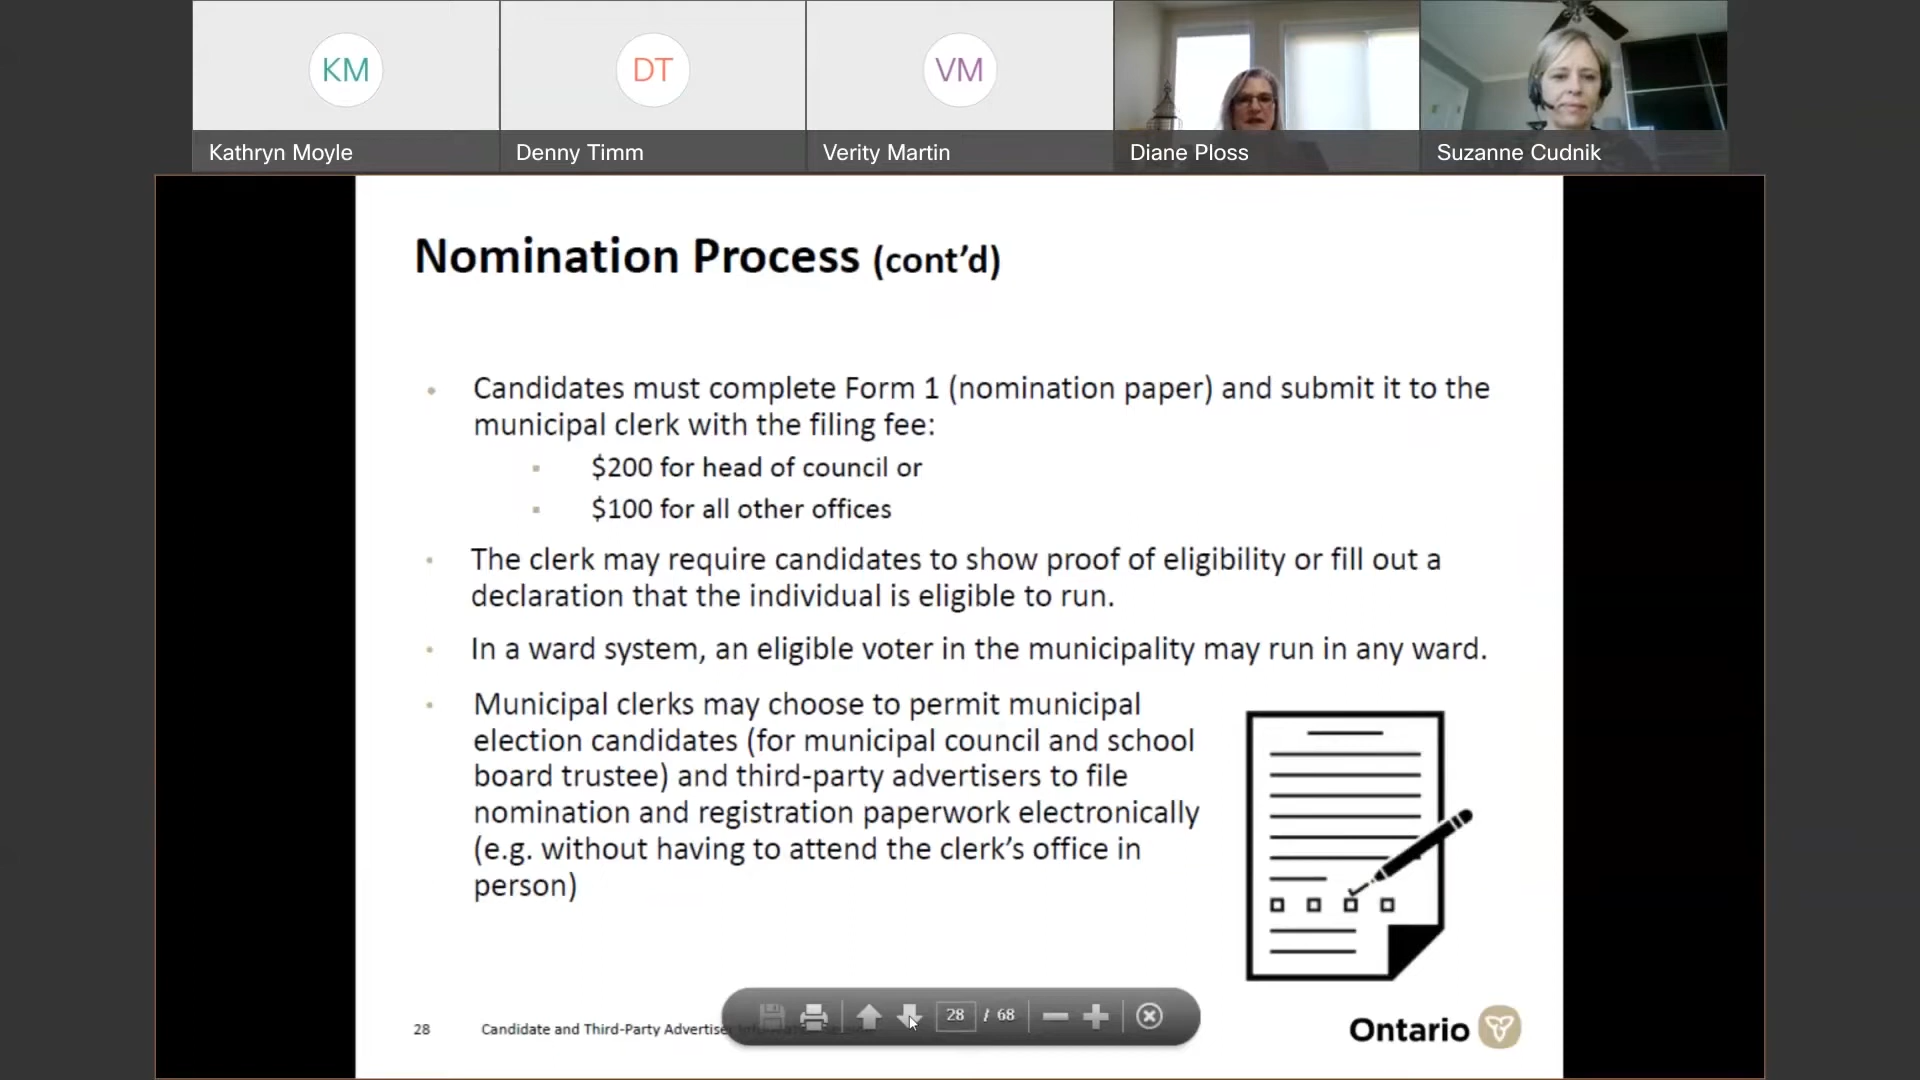 KM
DT
VM
Kathryn Moyle
Denny Timm
Verity Martin
Diane Ploss
Suzanne Cudnik
Nomination Process (cont’d)
Candidates must complete Form 1 (nomination paper) and submit it to the
municipal clerk with the filing fee:
$200 for head of council or
$100 for all other offices
The clerk may require candidates to show proof of eligibility or fill out a
declaration that the individual is eligible to run.
In a ward system, an eligible voter in the municipality may run in any ward.
Municipal clerks may choose to permit municipal
election candidates (for municipal council and school
board trustee) and third-party advertisers to file
nomination and registration paperwork electronically
(e.g. without having to attend the clerk’s office in
person)
28 / 68
28
Candidate and Third-Party Advertiser
Ontario